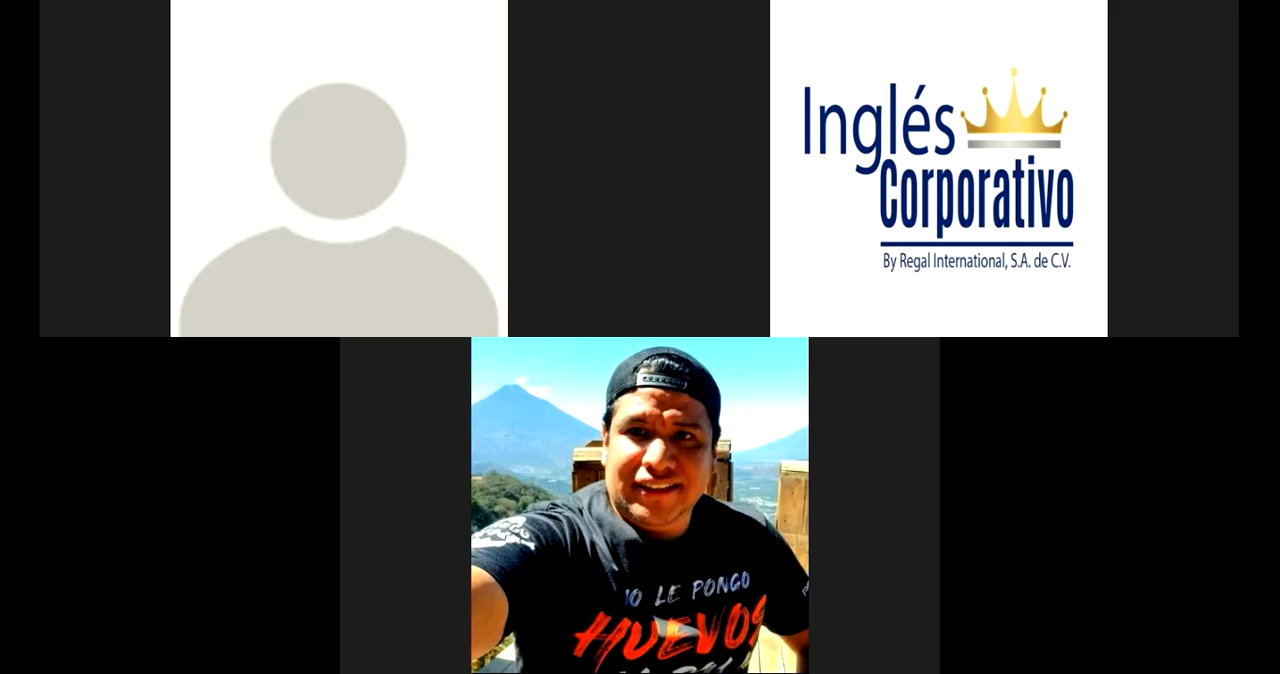 Inglés
Corporativo
By Regal International, S.A. de C.V.
LE PONGO
HUEVOS